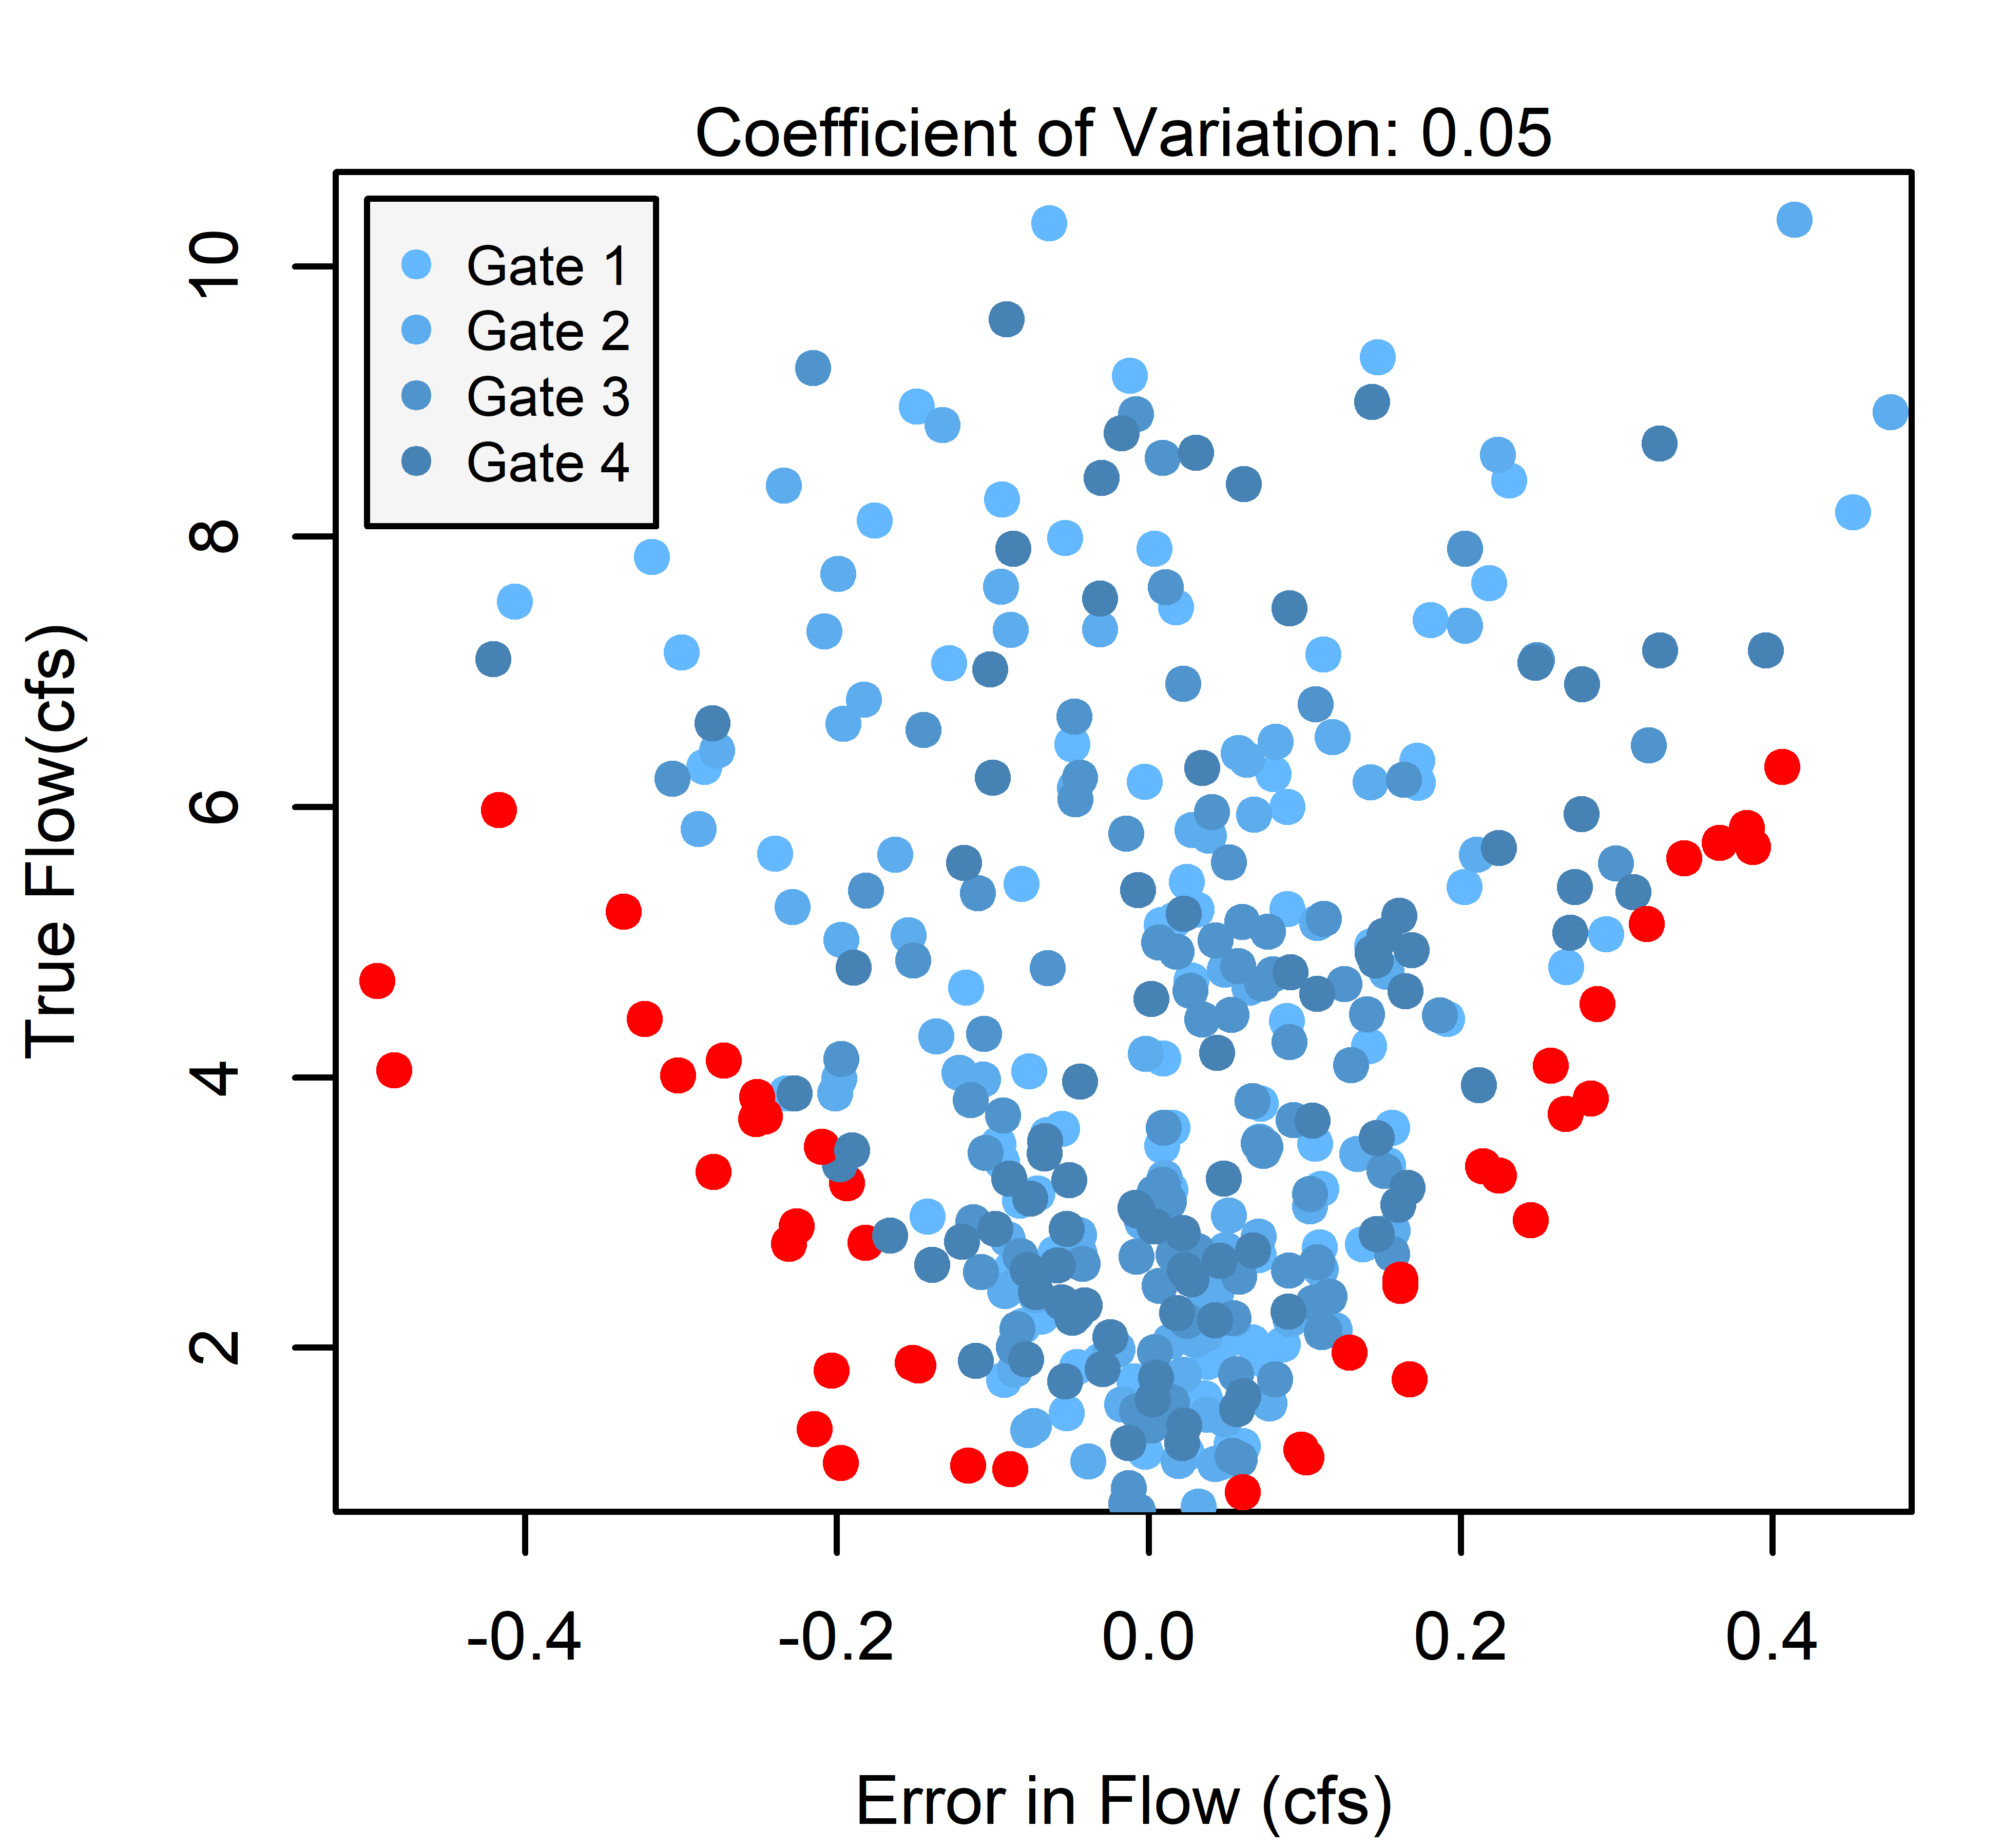 Coefficient of Variation: 0.05
Gate 1
Gate 2
Gate 3
Gate 4
True Flow(cfs)
10
8
6
4
2
-0.4 -0.2 0.0 0.2 0.4
Error in Flow (cfs)